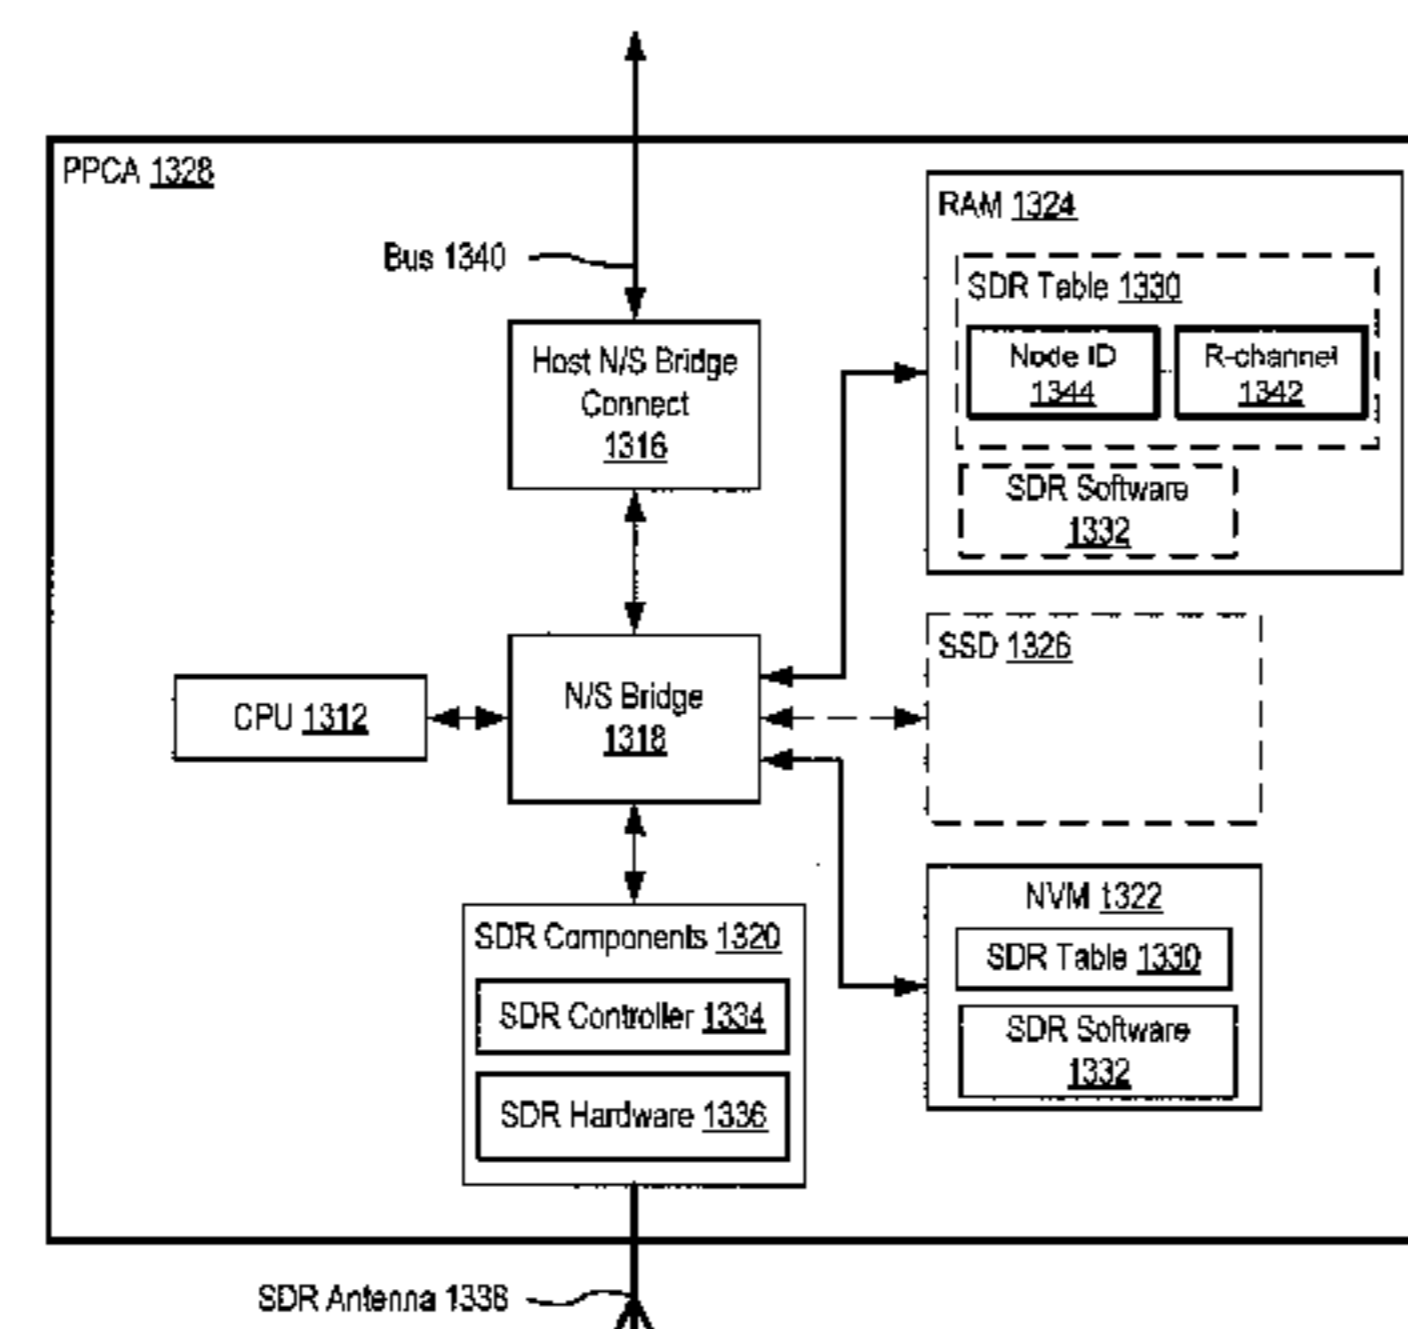 PPCA 1328
Bus 1340
Host N/S Bridge
Connect
1316
RAM 1324
SDR Table 1330
Node ID
1344
R-channel
1342
SDR Software
1332
CPU 1312
N/S Bridge
1318
SSD 1326
SDR Components 1320
SDR Controller 1334
SDR Hardware 1336
NVM 1322
SDR Table 1330
SDR Software
1332
SDR Antenna 1338